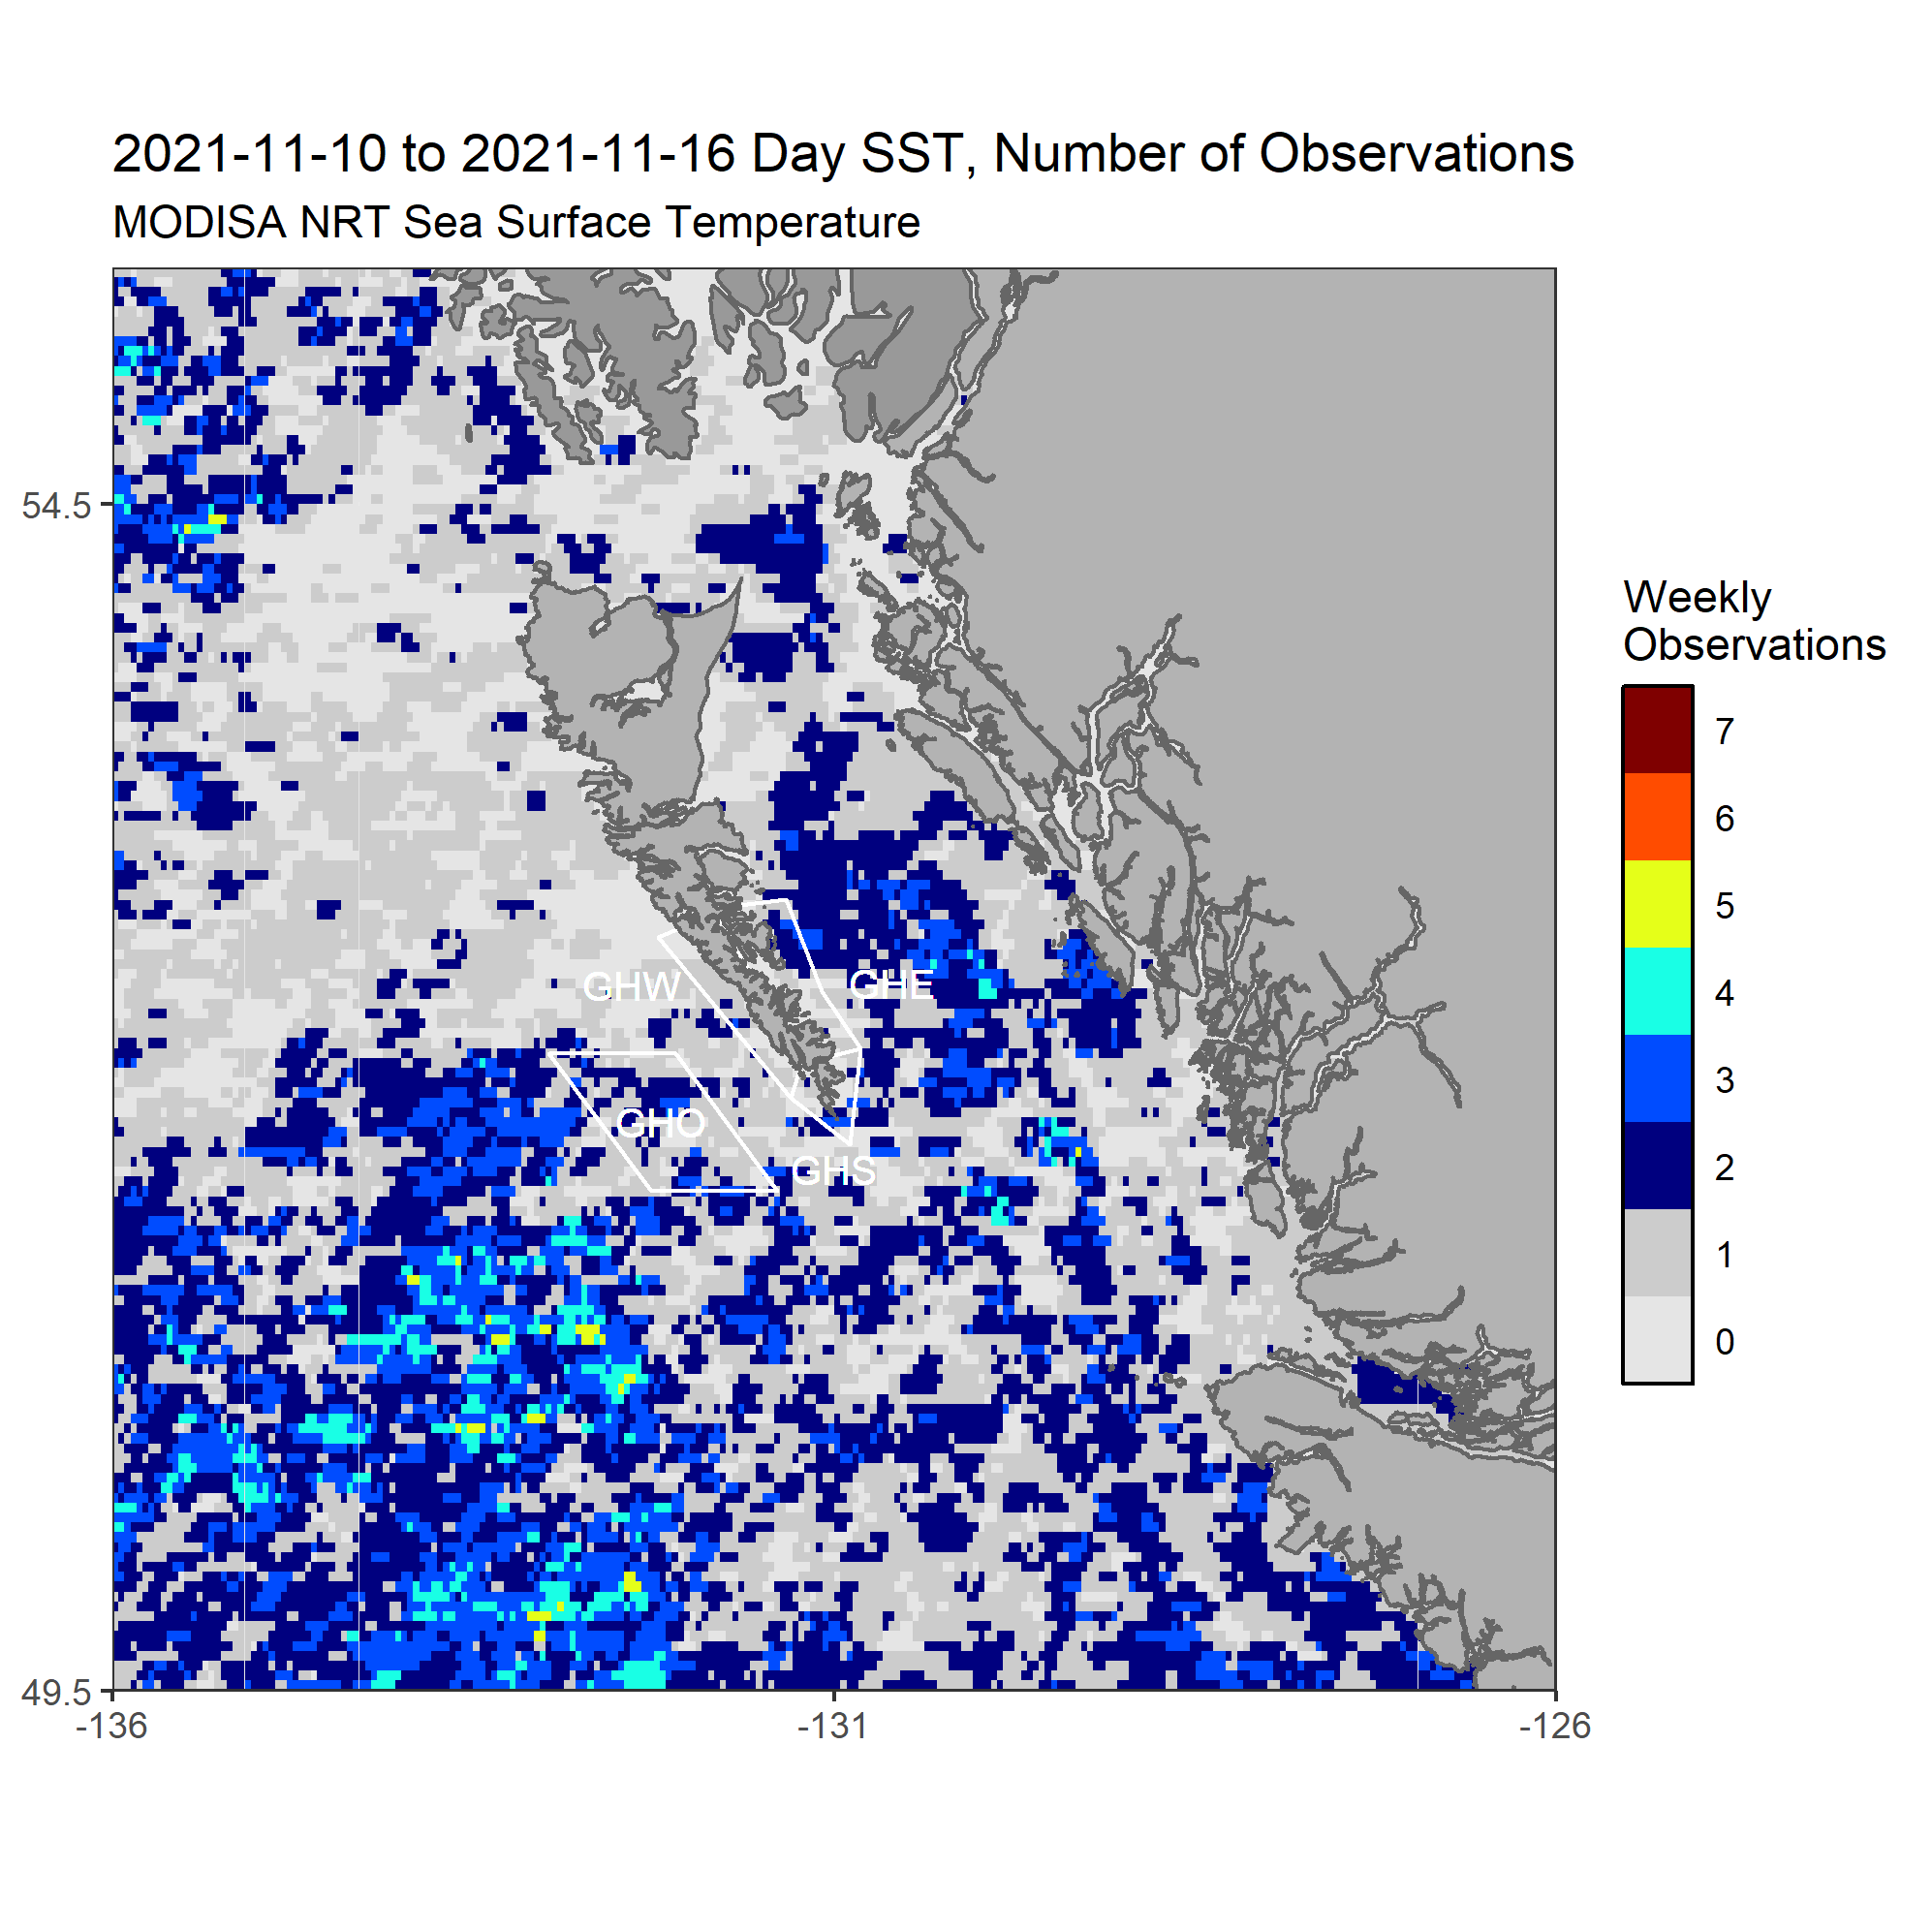 2021-11-10 to 2021-11-16 Day SST, Number of Observations
MODISA NRT Sea Surface Temperature
54.5
49.5
-136
-131
-126
GHW
GHE
GHO
GHS
Weekly
Observations
7
6
5
4
3
2
1
0